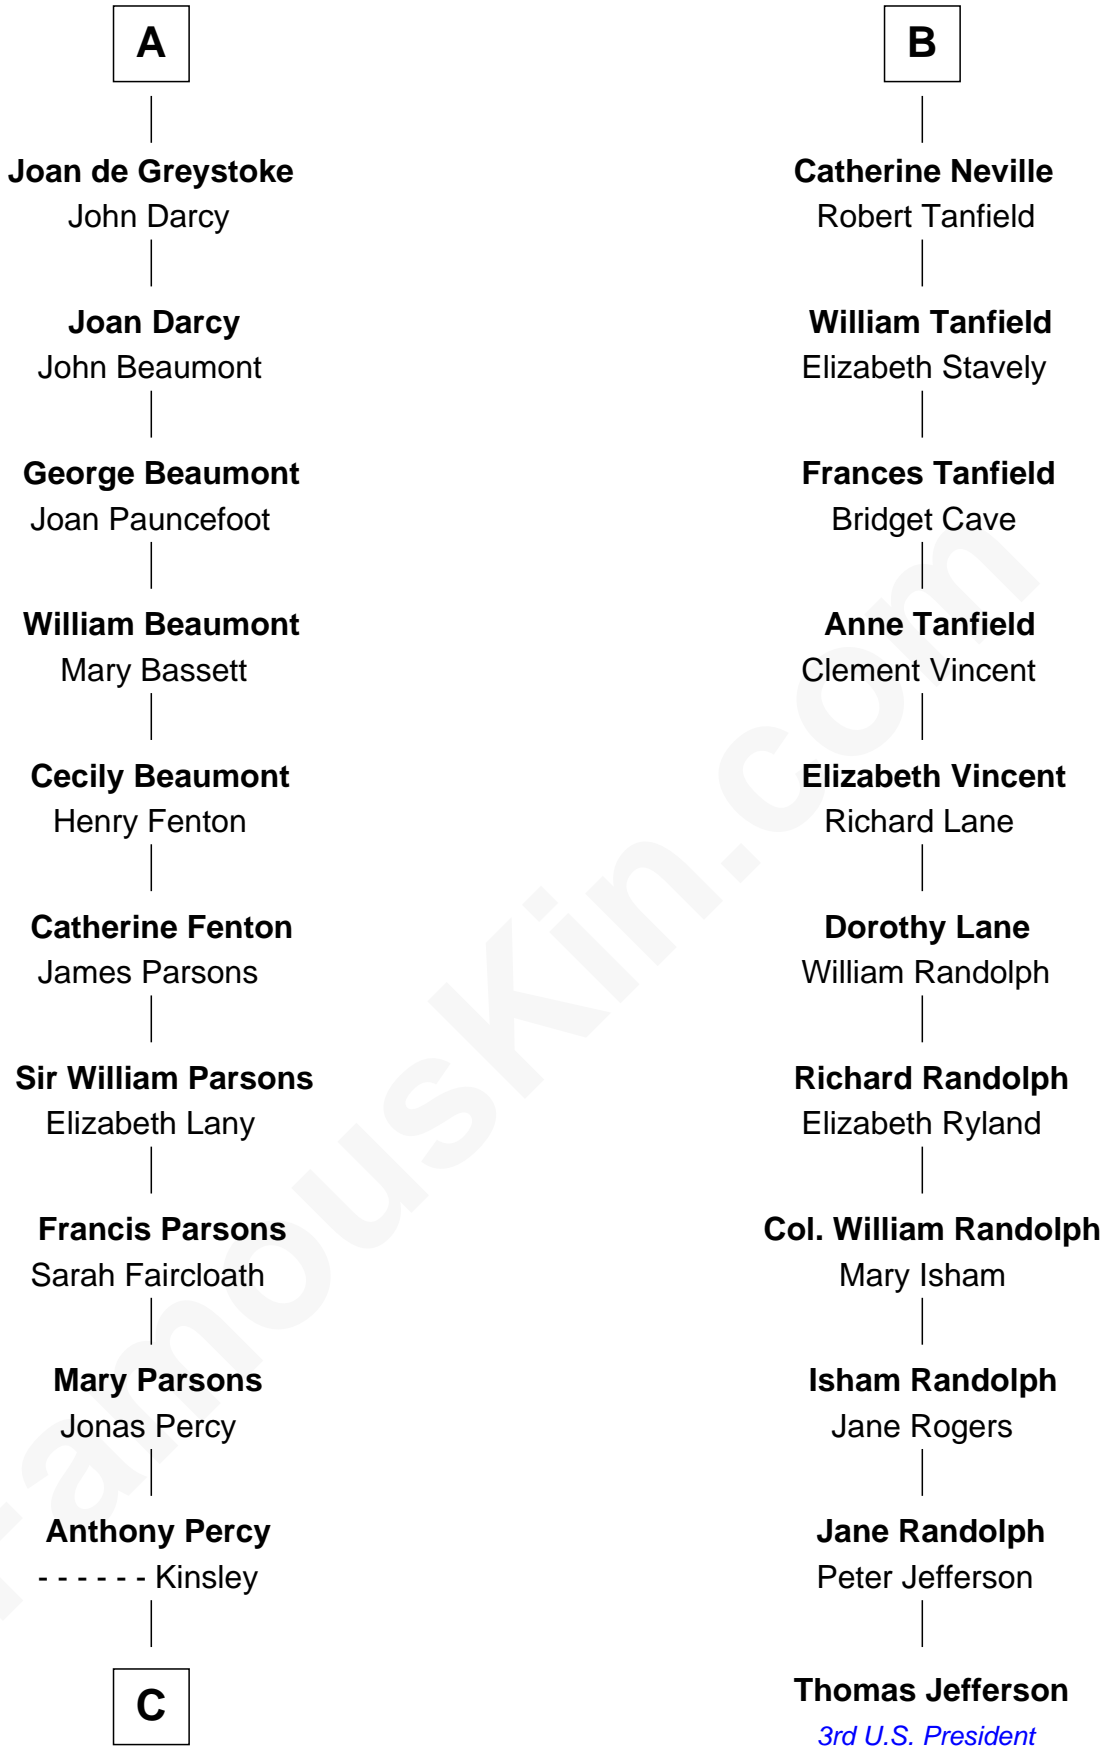 A
Joan de Greystoke
John Darcy
Joan Darcy
John Beaumont
George Beaumont
Joan Pauncefoot
William Beaumont
Mary Bassett
Cecily Beaumont
Henry Fenton
Catherine Fenton
James Parsons
Sir William Parsons
Elizabeth Lany
Francis Parsons
Sarah Faircloath
Mary Parsons
Jonas Percy
Anthony Percy
- - - - - - Kinsley
C
B
Catherine Neville
Robert Tanfield
William Tanfield
Elizabeth Stavely
Frances Tanfield
Bridget Cave
Anne Tanfield
Clement Vincent
Elizabeth Vincent
Richard Lane
Dorothy Lane
William Randolph
Richard Randolph
Elizabeth Ryland
Col. William Randolph
Mary Isham
Isham Randolph
Jane Rogers
Jane Randolph
Peter Jefferson
Thomas Jefferson
3rd U.S. President
FamousKin.com